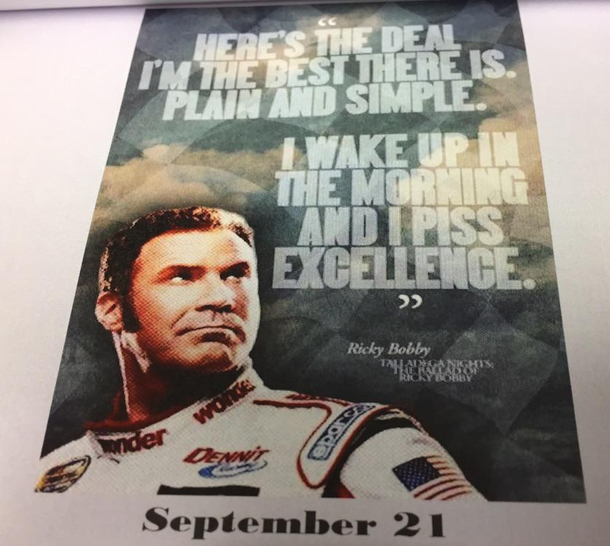 “
HERE'S THE DEAL
I'M THE BEST THERE IS.
PLAIN AND SIMPLE.
I WAKE UP IN
THE MORNING
AND I PISS
EXCELLENCE.
”
Ricky Bobby
TALLADEGA NIGHTS:
THE BALLAD OF
RICKY BOBBY
wonder
DENNIT
SPARCO
September 21